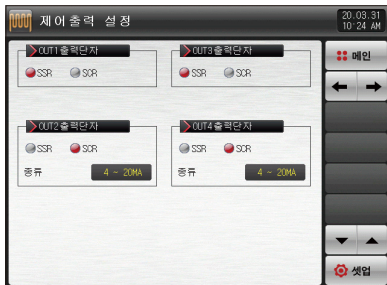 제어출력 설정
20.03.31
10:24 AM
OUT1출력단자
SSR SCR
OUT3출력단자
SSR SCR
OUT2출력단자
SSR SCR
종류 4 ~ 20MA
OUT4출력단자
SSR SCR
종류 4 ~ 20MA
메인
셋업